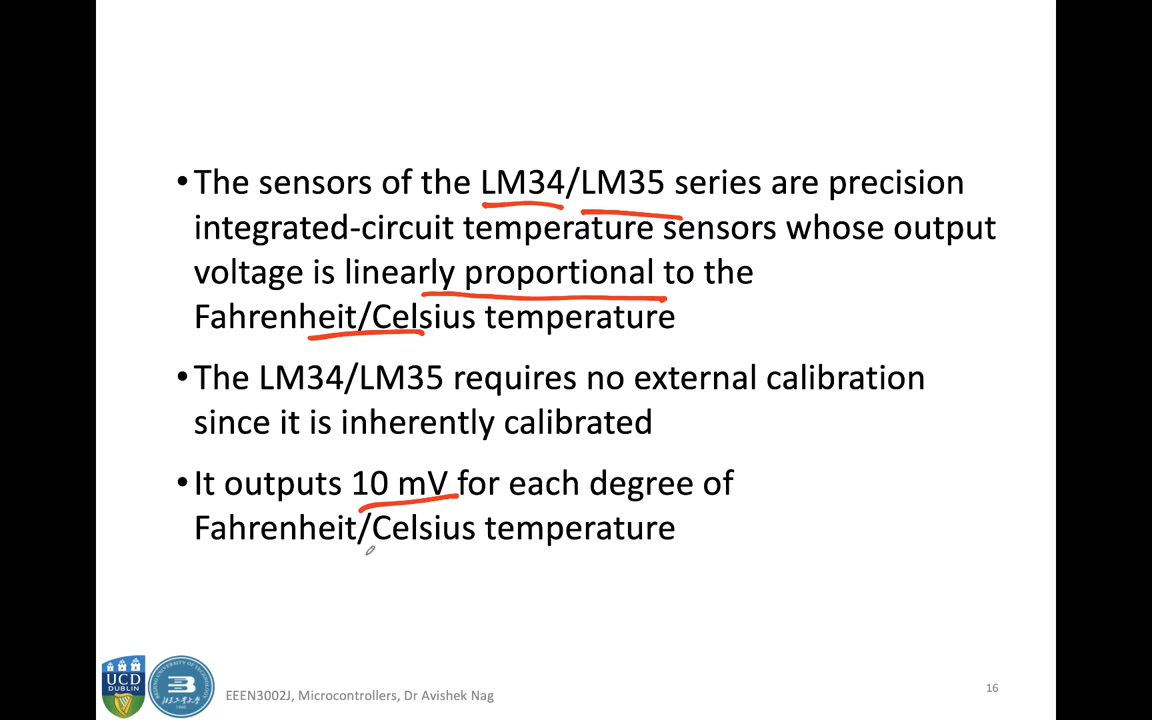 •The sensors of the LM34/LM35 series are precision
integrated-circuit temperature sensors whose output
voltage is linearly proportional to the
Fahrenheit/Celsius temperature
•The LM34/LM35 requires no external calibration
since it is inherently calibrated
•It outputs 10 mV for each degree of
Fahrenheit/Celsius temperature
UCD
DUBLIN
EEEN3002J, Microcontrollers, Dr Avishek Nag
16